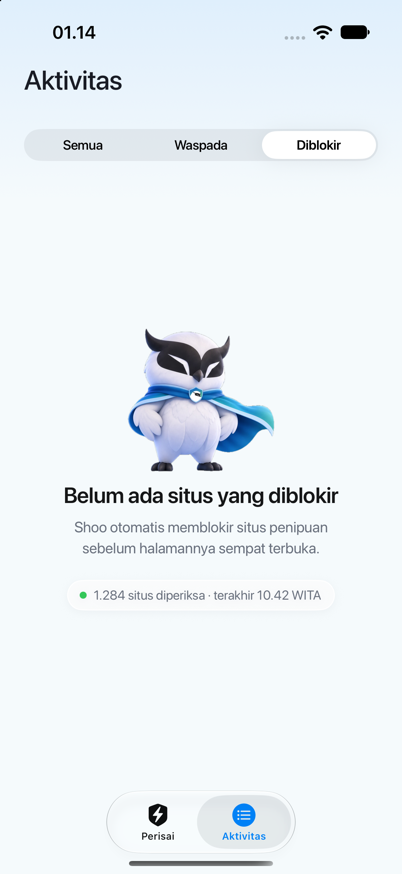 01.14
Aktivitas
Semua
Waspada
Diblokir
Belum ada situs yang diblokir
Shoo otomatis memblokir situs penipuan
sebelum halamannya sempat terbuka.
1.284 situs diperiksa · terakhir 10.42 WITA
Perisai
Aktivitas